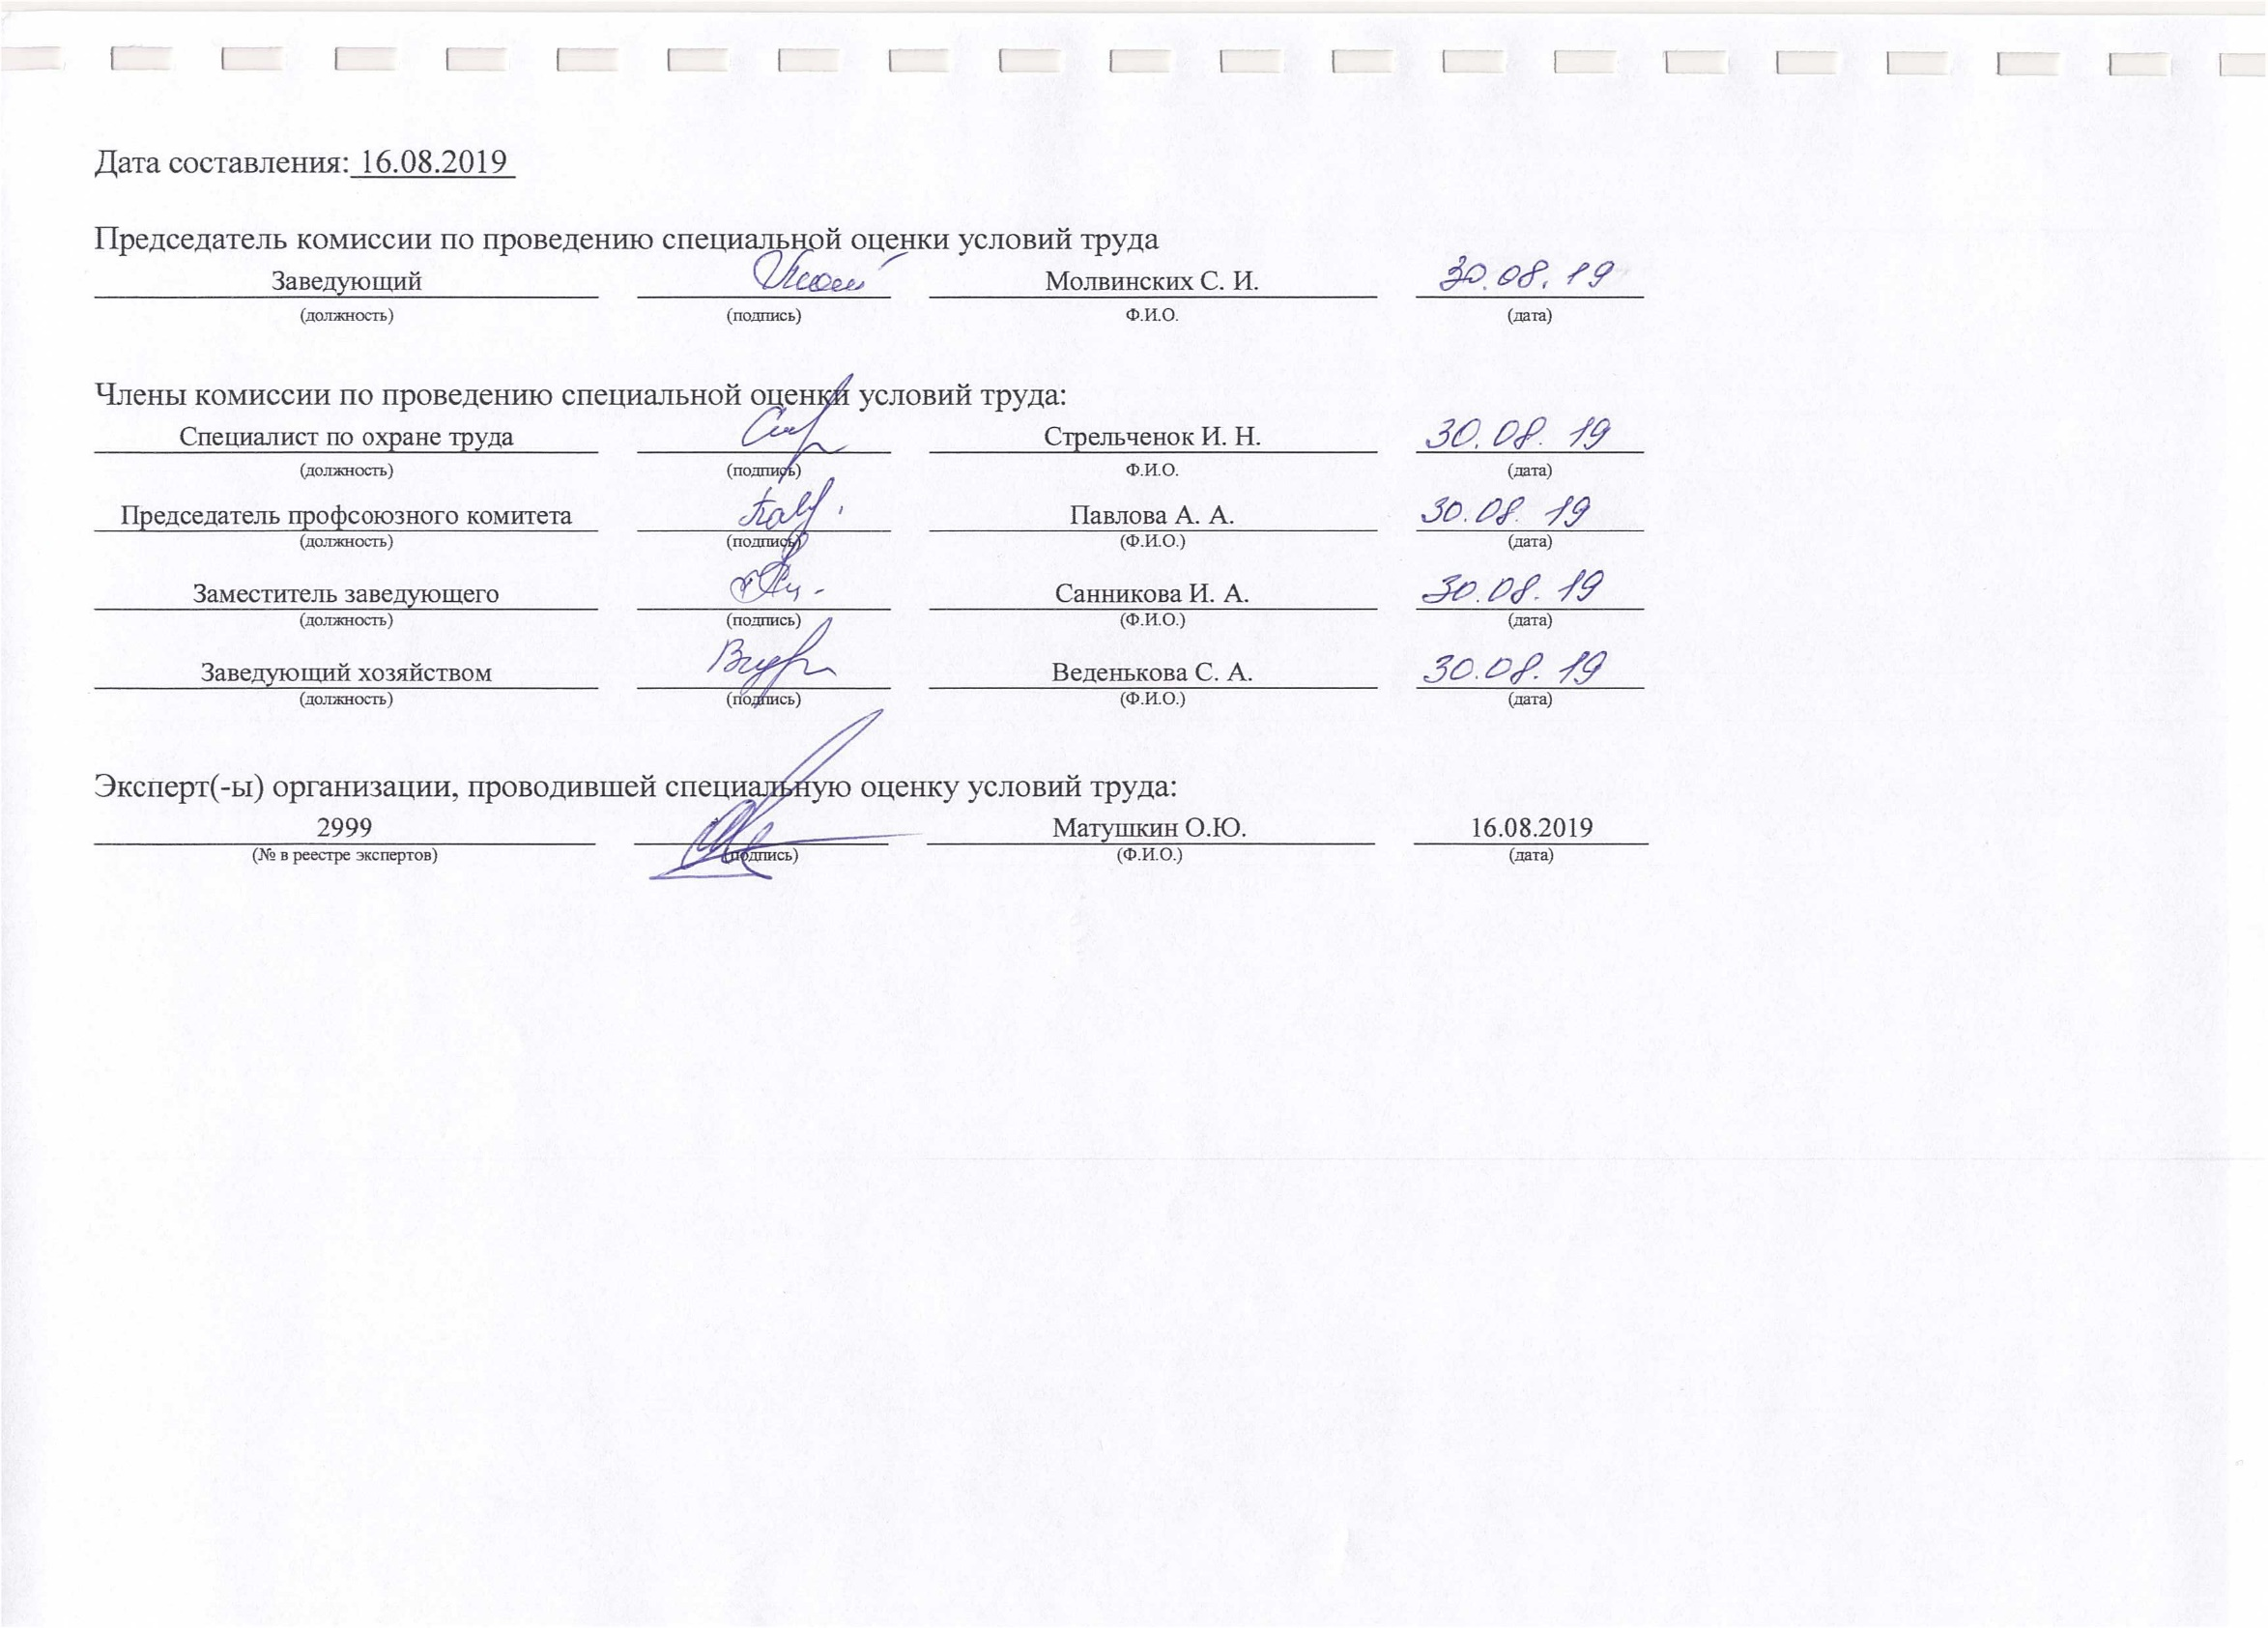 Дата составления: 16.08.2019
Председатель комиссии по проведению специальной оценки условий труда
Заведующий Молвинских С. И. 30.08.19
(должность) (подпись) Ф.И.О. (дата)
Члены комиссии по проведению специальной оценки условий труда:
Специалист по охране труда Стрельченок И. Н. 30.08.19
(должность) (подпись) Ф.И.О. (дата)
Председатель профсоюзного комитета Павлова А. А. 30.08.19
(должность) (подпись) (Ф.И.О.) (дата)
Заместитель заведующего Санникова И. А. 30.08.19
(должность) (подпись) (Ф.И.О.) (дата)
Заведующий хозяйством Веденькова С. А. 30.08.19
(должность) (подпись) (Ф.И.О.) (дата)
Эксперт(-ы) организации, проводившей специальную оценку условий труда:
2999 Матушкин О.Ю. 16.08.2019
(№ в реестре экспертов) (подпись) (Ф.И.О.) (дата)